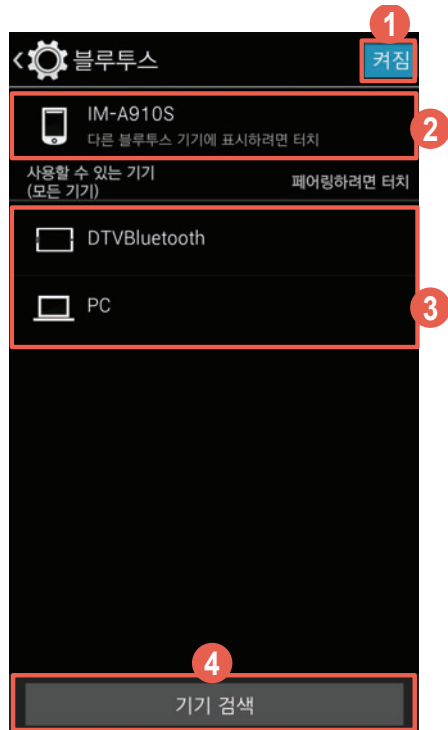 1
블루투스
켜짐
IM-A910S
다른 블루투스 기기에 표시하려면 터치
2
사용할 수 있는 기기
(모든 기기)
페어링하려면 터치
DTVBluetooth
PC
3
4
기기 검색